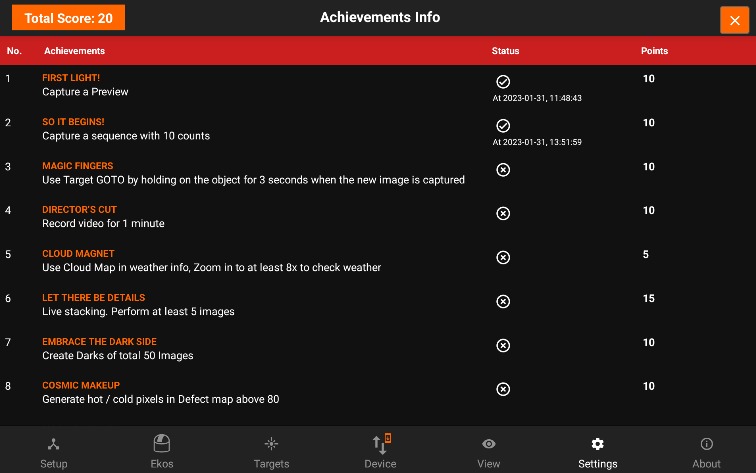 Total Score: 20
Achievements Info
No. Achievements Status Points
1 FIRST LIGHT! 10
Capture a Preview
At 2023-01-31, 11:48:43
2 SO IT BEGINS! 10
Capture a sequence with 10 counts
At 2023-01-31, 13:51:59
3 MAGIC FINGERS 10
Use Target GOTO by holding on the object for 3 seconds when the new image is captured
4 DIRECTOR'S CUT 10
Record video for 1 minute
5 CLOUD MAGNET 5
Use Cloud Map in weather info, Zoom in to at least 8x to check weather
6 LET THERE BE DETAILS 15
Live stacking. Perform at least 5 images
7 EMBRACE THE DARK SIDE 10
Create Darks of total 50 Images
8 COSMIC MAKEUP 10
Generate hot / cold pixels in Defect map above 80
Setup Ekos Targets Device View Settings About